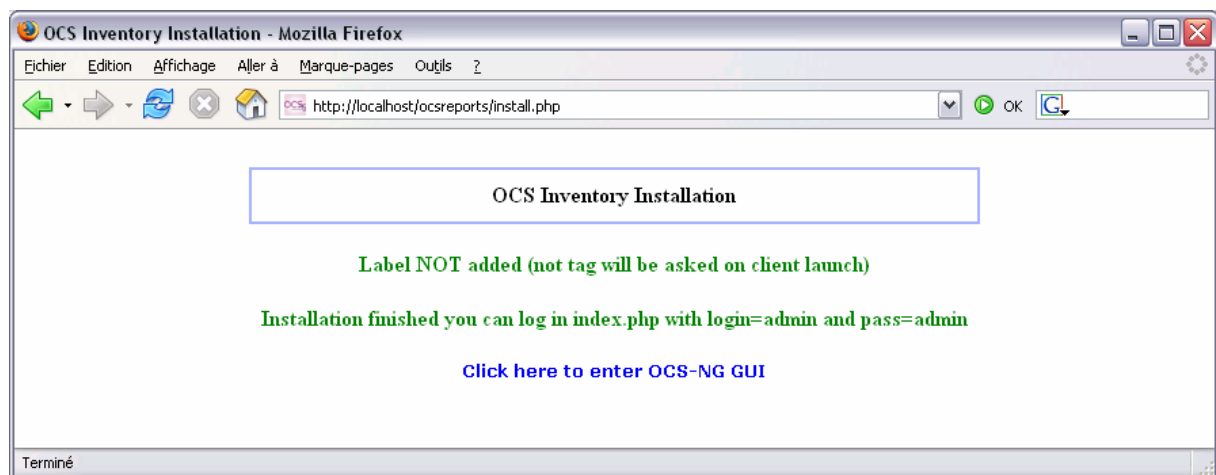 OCS Inventory Installation - Mozilla Firefox
Fichier Edition Affichage Aller à Marque-pages Outils ?
OCS http://localhost/ocsreports/install.php OK G
OCS Inventory Installation
Label NOT added (not tag will be asked on client launch)
Installation finished you can log in index.php with login=admin and pass=admin
Click here to enter OCS-NG GUI
Terminé